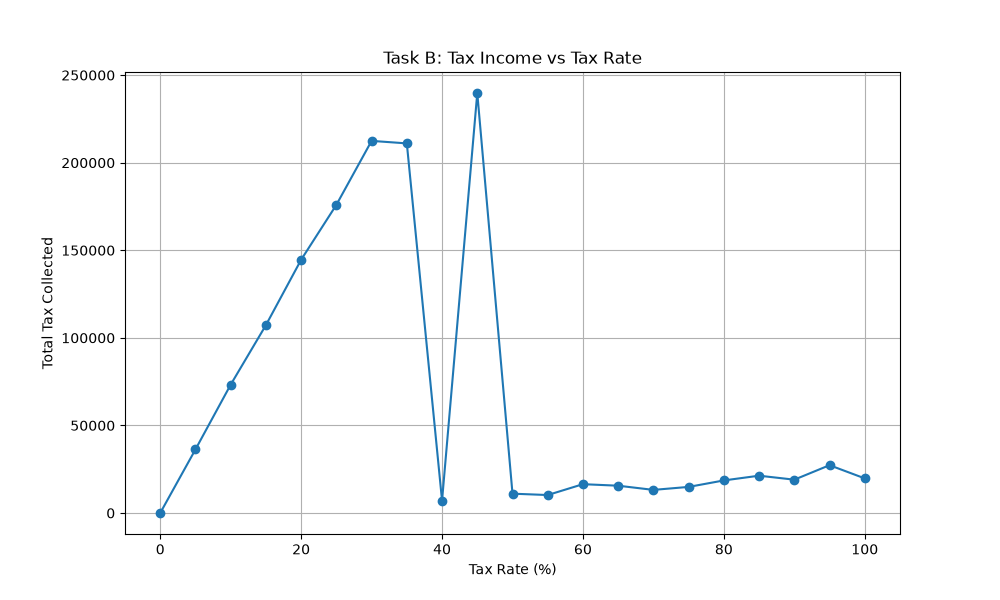 Task B: Tax Income vs Tax Rate
250000
200000
150000
100000
50000
0
Total Tax Collected
0 20 40 60 80 100
Tax Rate (%)